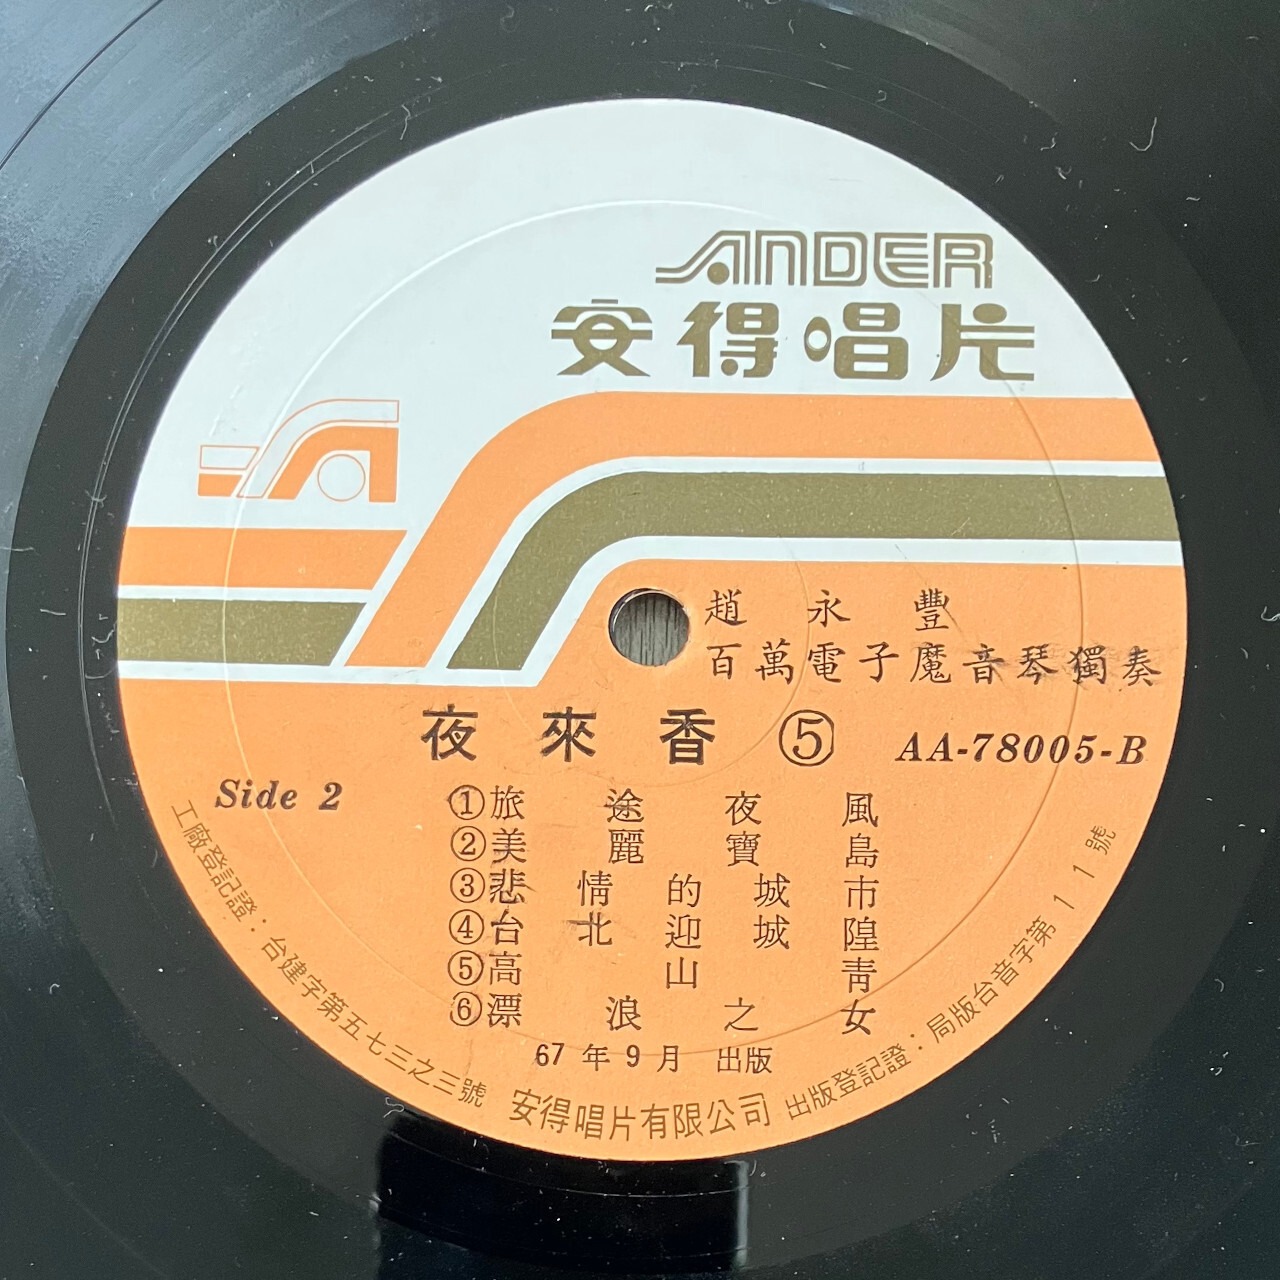 ANDER
安得唱片
趙永豐
百萬電子魔音琴獨奏
夜來香⑤ AA-78005-B
Side 2
①旅途夜風
②美麗寶島
③悲情的城市
④台北迎城隍
⑤高山靑
⑥漂浪之女
67年9月 出版
工廠登記證：台建字第五七三之三號 安得唱片有限公司 出版登記證：局版台音字第11號